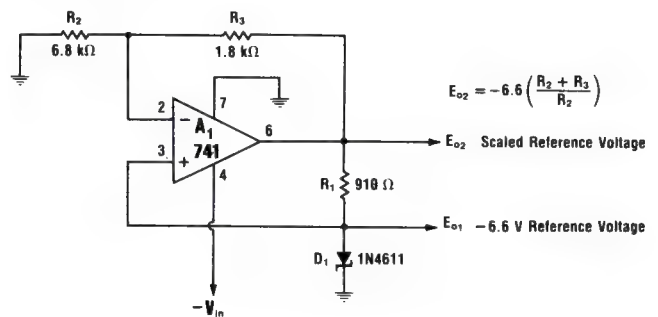 R2
6.8 kΩ
R3
1.8 kΩ
7
2
−
A1
741
6
3
+
4
Eo2 = −6.6 ( R2 + R3 / R2 )
Eo2 Scaled Reference Voltage
R1 910 Ω
Eo1 −6.6 V Reference Voltage
D1 1N4611
−Vin